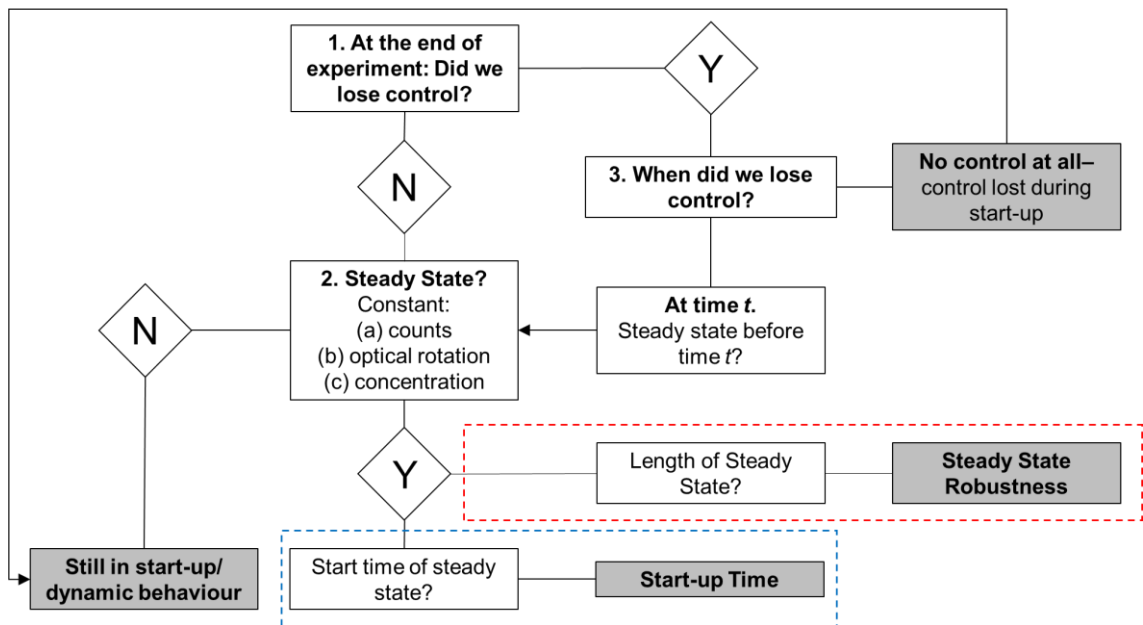 1. At the end of
experiment: Did we
lose control?
Y
N
3. When did we lose
control?
No control at all–
control lost during
start-up
2. Steady State?
Constant:
(a) counts
(b) optical rotation
(c) concentration
N
At time t.
Steady state before
time t?
Y
Length of Steady
State?
Steady State
Robustness
Still in start-up/
dynamic behaviour
Start time of steady
state?
Start-up Time